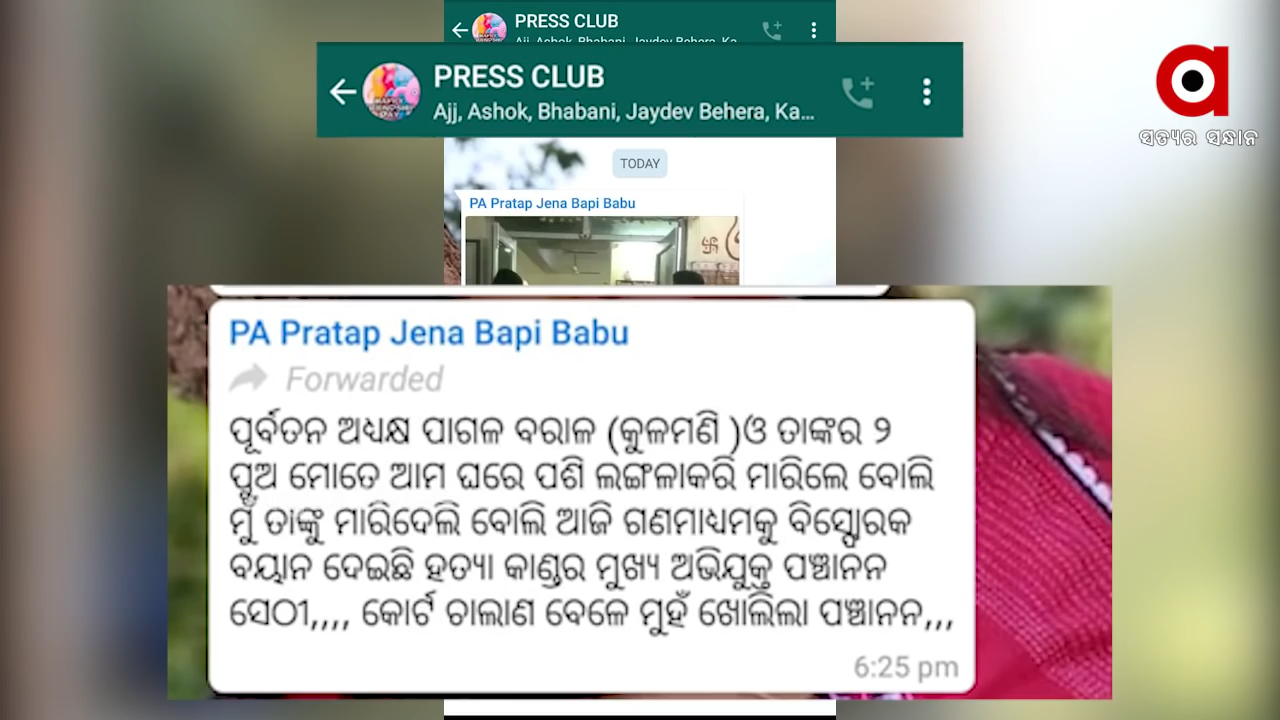 PRESS CLUB
Ajj, Ashok, Bhabani, Jaydev Behera, Ka...
PRESS CLUB
Ajj, Ashok, Bhabani, Jaydev Behera, Ka...
ସତ୍ୟର ସନ୍ଧାନ
TODAY
PA Pratap Jena Bapi Babu
PA Pratap Jena Bapi Babu
Forwarded
ପୂର୍ବତନ ଅଧ୍ୟକ୍ଷ ପାଗଳ ବରାଳ (କୁଳମଣି )ଓ ତାଙ୍କର ୨
ପୁଅ ମୋତେ ଆମ ଘରେ ପଶି ଲଙ୍ଗଳାକରି ମାରିଲେ ବୋଲି
ମୁଁ ତାଙ୍କୁ ମାରିଦେଲି ବୋଲି ଆଜି ଗଣମାଧ୍ୟମକୁ ବିସ୍ଫୋରକ
ବୟାନ ଦେଇଛି ହତ୍ୟା କାଣ୍ଡର ମୁଖ୍ୟ ଅଭିଯୁକ୍ତ ପଞ୍ଚାନନ
ସେଠୀ,,,, କୋର୍ଟ ଚାଲାଣ ବେଳେ ମୁହଁ ଖୋଲିଲା ପଞ୍ଚାନନ,,,
6:25 pm